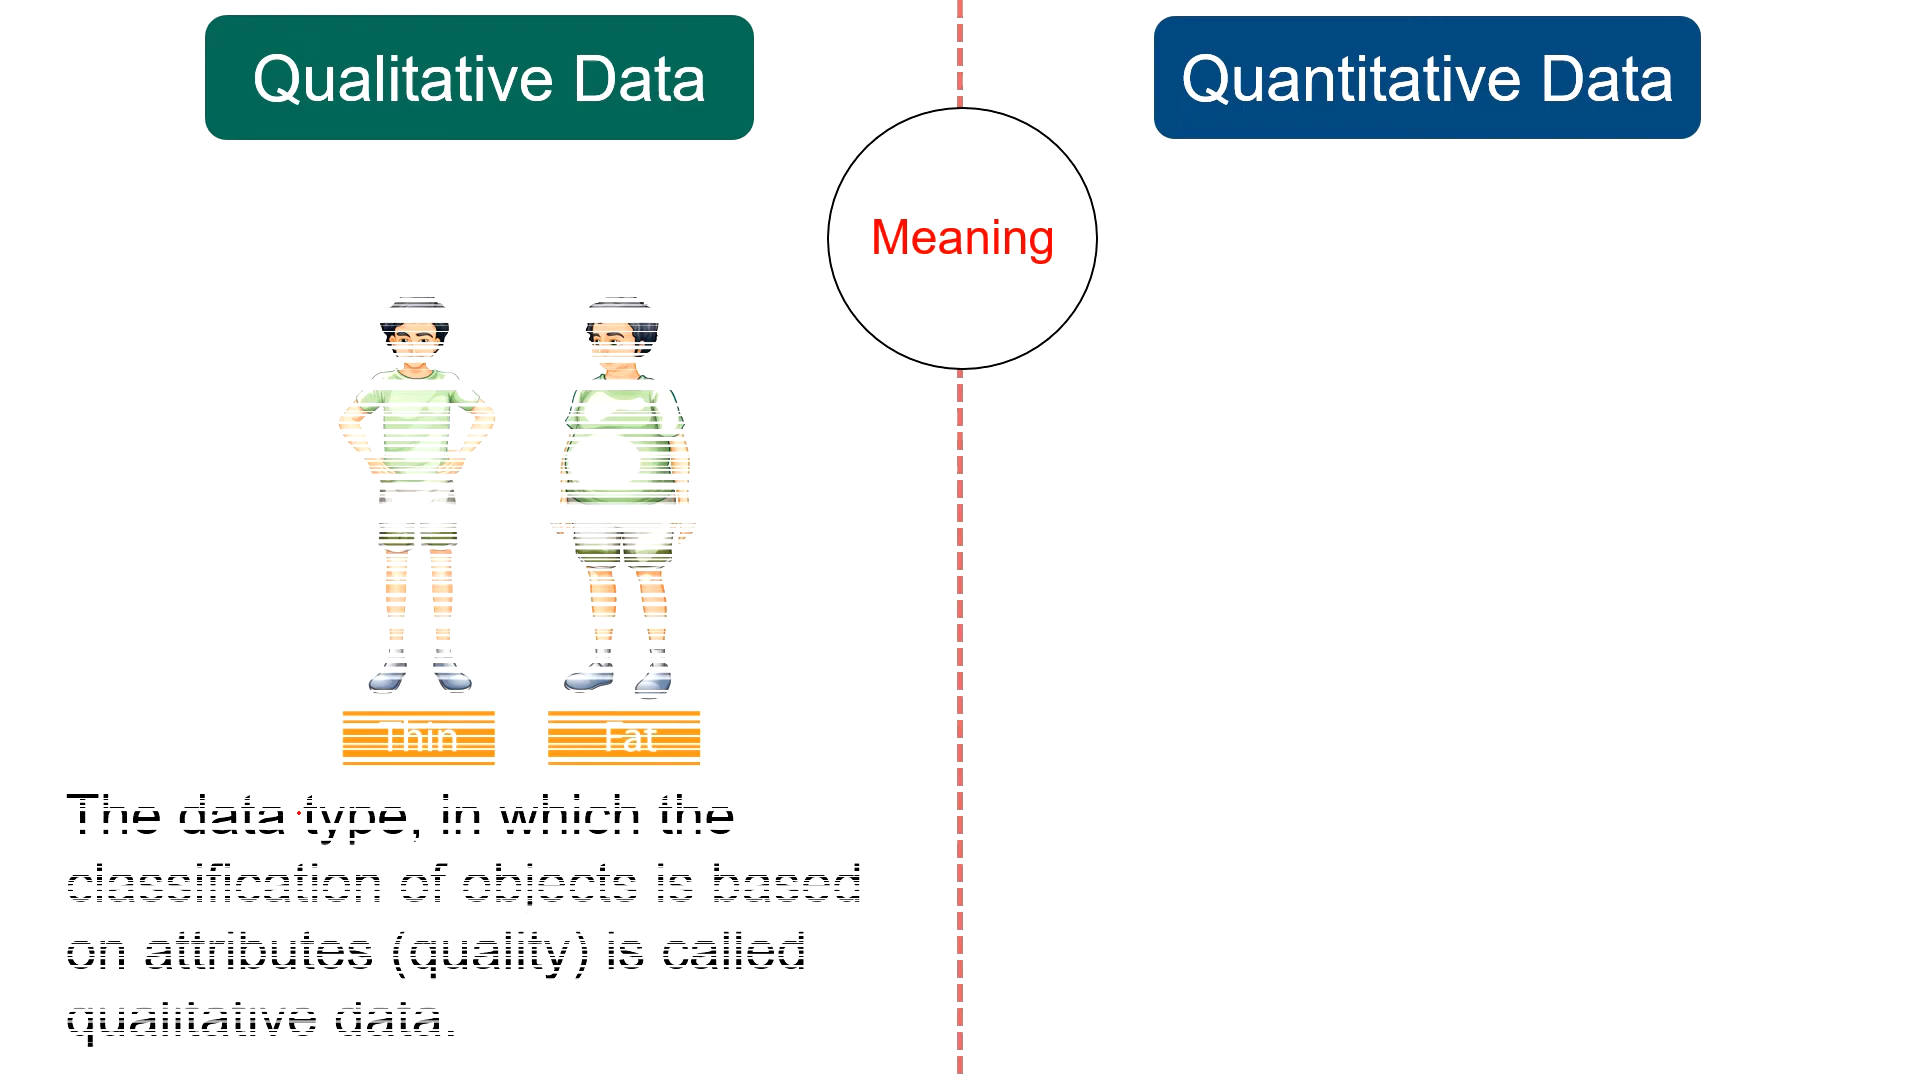 Qualitative Data
Quantitative Data
Meaning
Thin
Fat
The data type, in which the
classification of objects is based
on attributes (quality) is called
qualitative data.